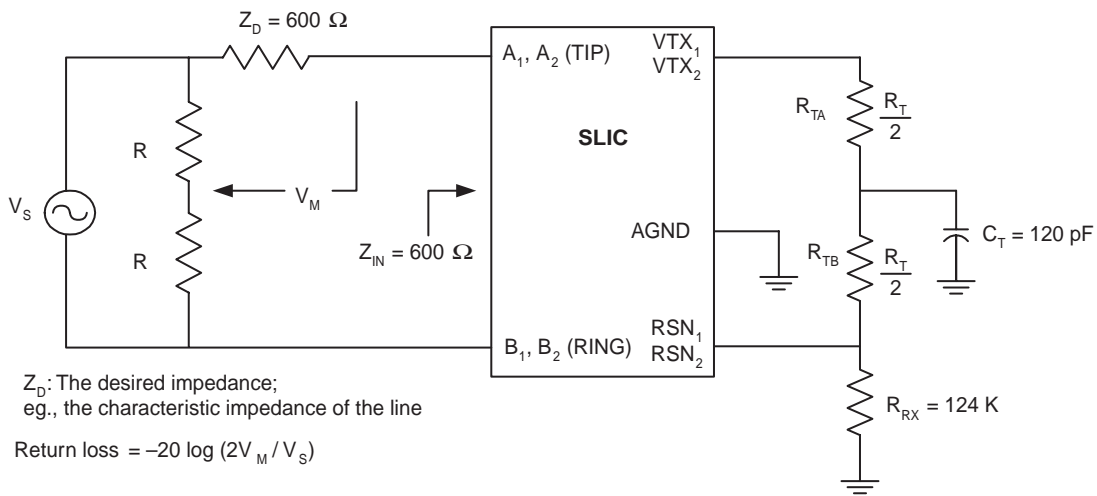 Z_D = 600 Ω
A₁, A₂ (TIP)
VTX₁
VTX₂
R_TA
R_T
2
R
SLIC
V_M
V_S
R
Z_IN = 600 Ω
AGND
C_T = 120 pF
R_TB
R_T
2
B₁, B₂ (RING)
RSN₁
RSN₂
R_RX = 124 K
Z_D: The desired impedance;
eg., the characteristic impedance of the line
Return loss = –20 log (2V_M / V_S)